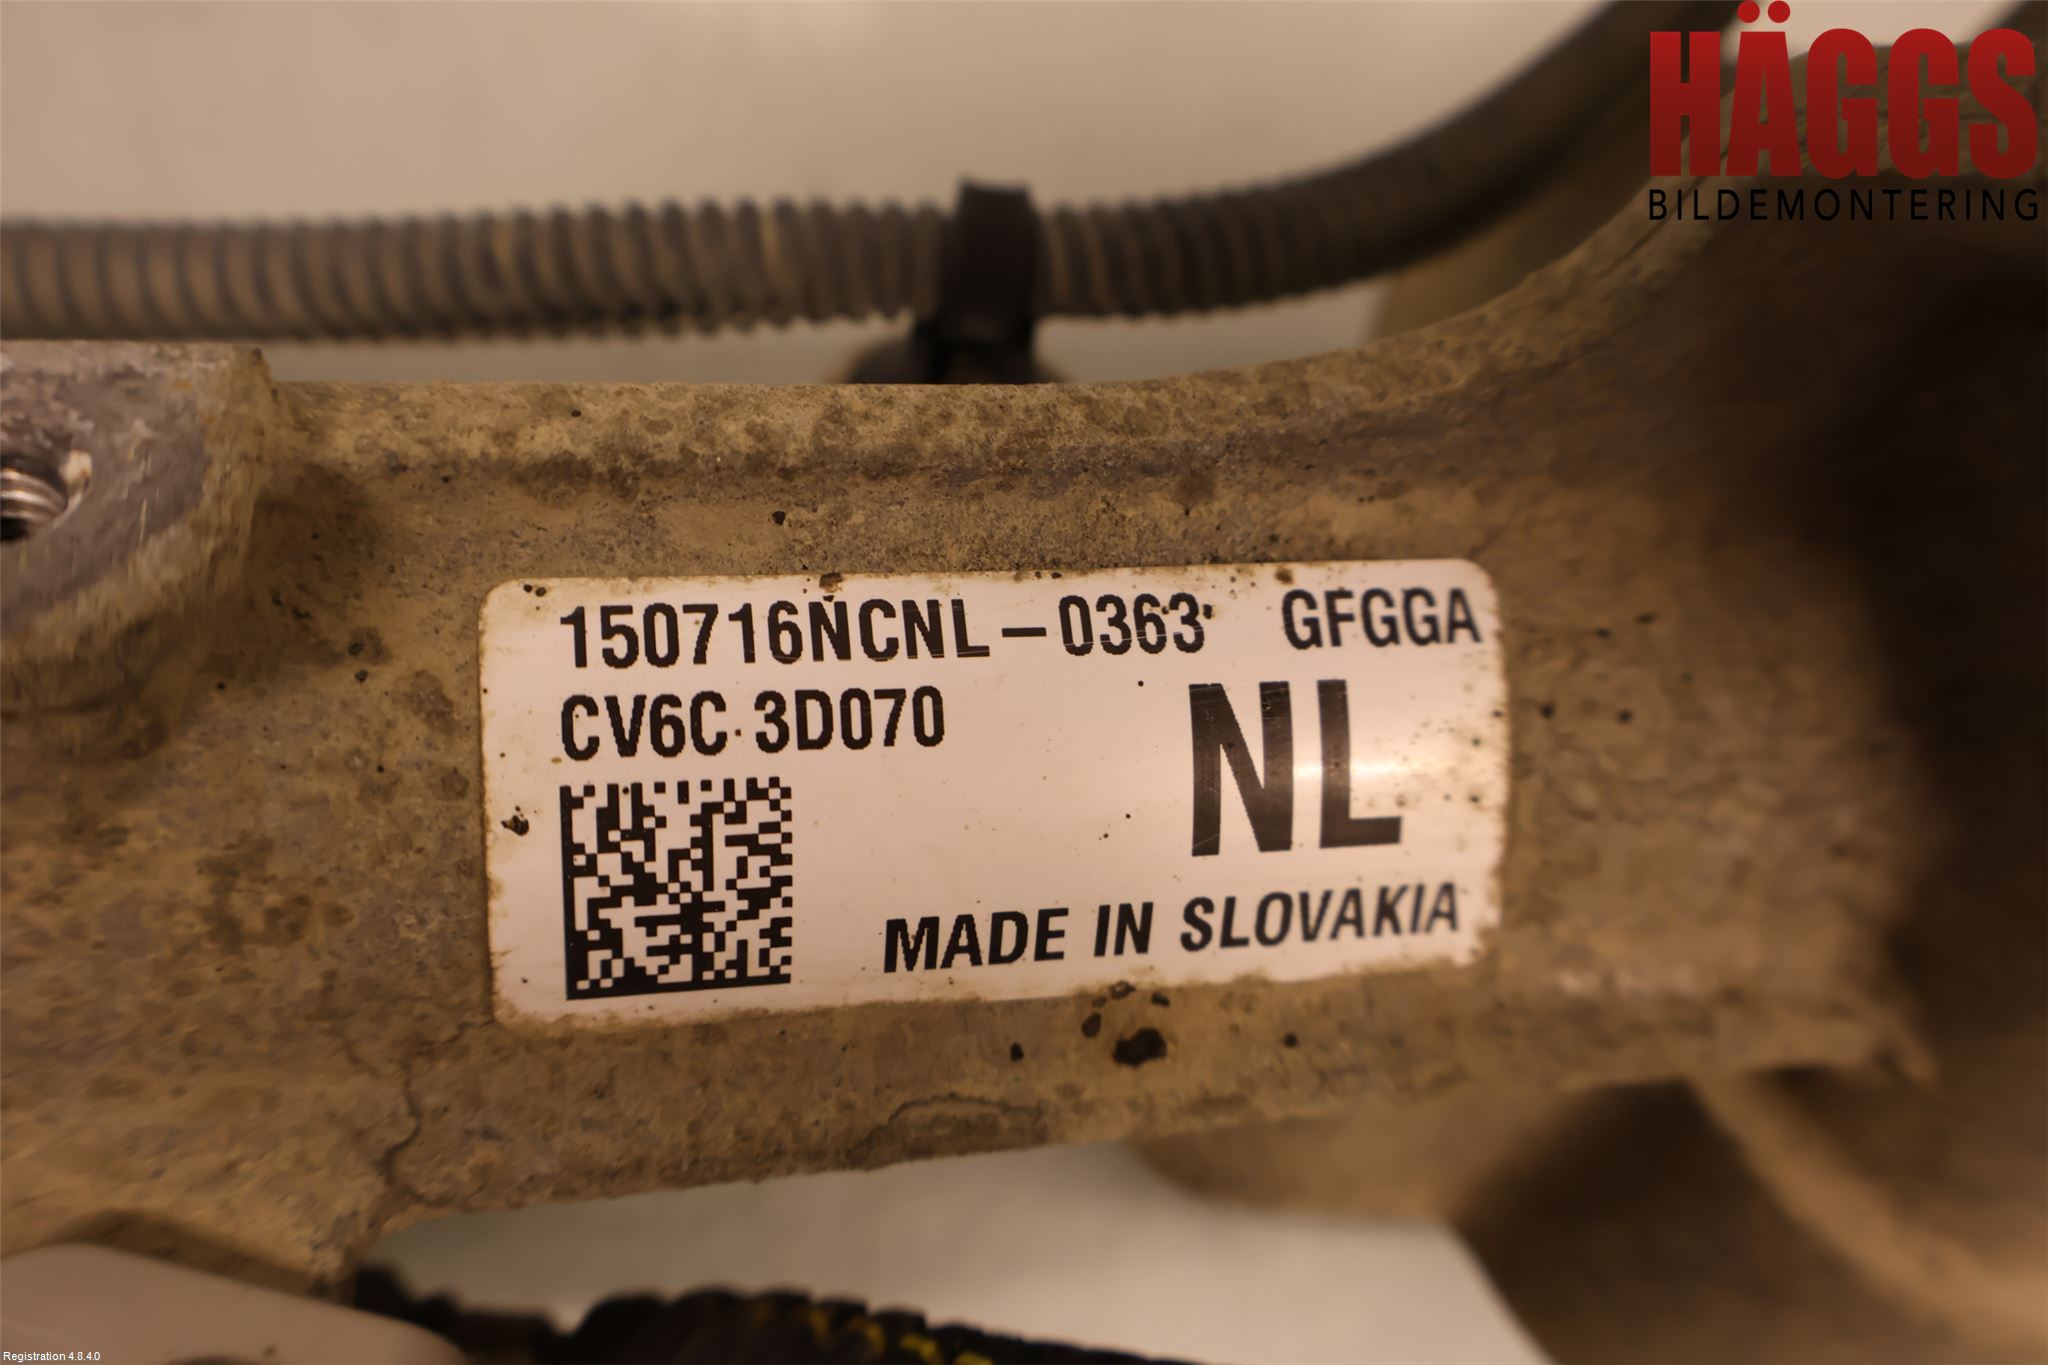 HÄGGS
BILDEMONTERING
150716NCNL-0363 GFGGA
CV6C 3D070
NL
MADE IN SLOVAKIA
Registration 4.8.4.0